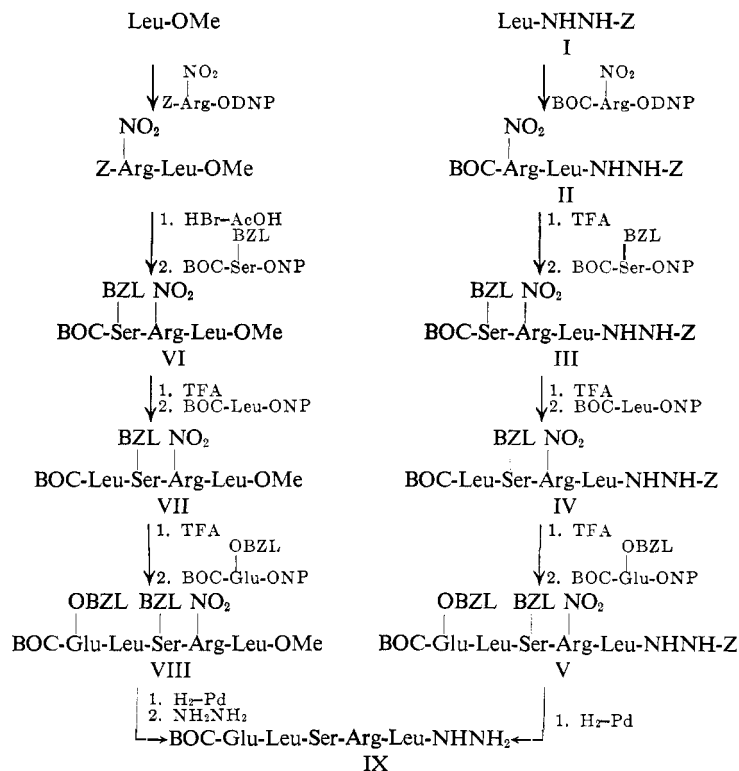 Leu-OMe
NO₂
Z-Arg-ODNP
NO₂
Z-Arg-Leu-OMe
1. HBr-AcOH
BZL
2. BOC-Ser-ONP
BZL NO₂
BOC-Ser-Arg-Leu-OMe
VI
1. TFA
2. BOC-Leu-ONP
BZL NO₂
BOC-Leu-Ser-Arg-Leu-OMe
VII
1. TFA
OBZL
2. BOC-Glu-ONP
OBZL BZL NO₂
BOC-Glu-Leu-Ser-Arg-Leu-OMe
VIII
1. H₂-Pd
2. NH₂NH₂
Leu-NHNH-Z
I
NO₂
BOC-Arg-ODNP
NO₂
BOC-Arg-Leu-NHNH-Z
II
1. TFA
BZL
2. BOC-Ser-ONP
BZL NO₂
BOC-Ser-Arg-Leu-NHNH-Z
III
1. TFA
2. BOC-Leu-ONP
BZL NO₂
BOC-Leu-Ser-Arg-Leu-NHNH-Z
IV
1. TFA
OBZL
2. BOC-Glu-ONP
OBZL BZL NO₂
BOC-Glu-Leu-Ser-Arg-Leu-NHNH-Z
V
1. H₂-Pd
BOC-Glu-Leu-Ser-Arg-Leu-NHNH₂
IX